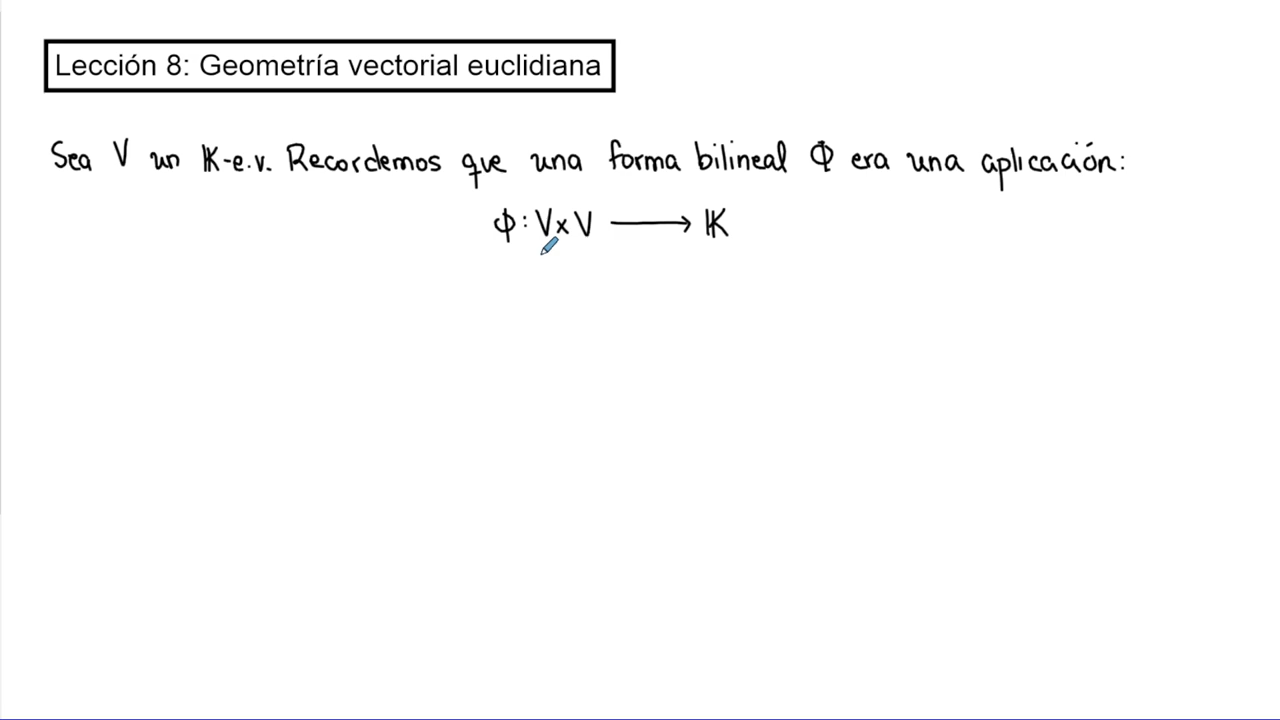 Lección 8: Geometría vectorial euclidiana
Sea V un 𝕂-e.v. Recordemos que una forma bilineal Φ era una aplicación:
ϕ: V×V ⟶ 𝕂